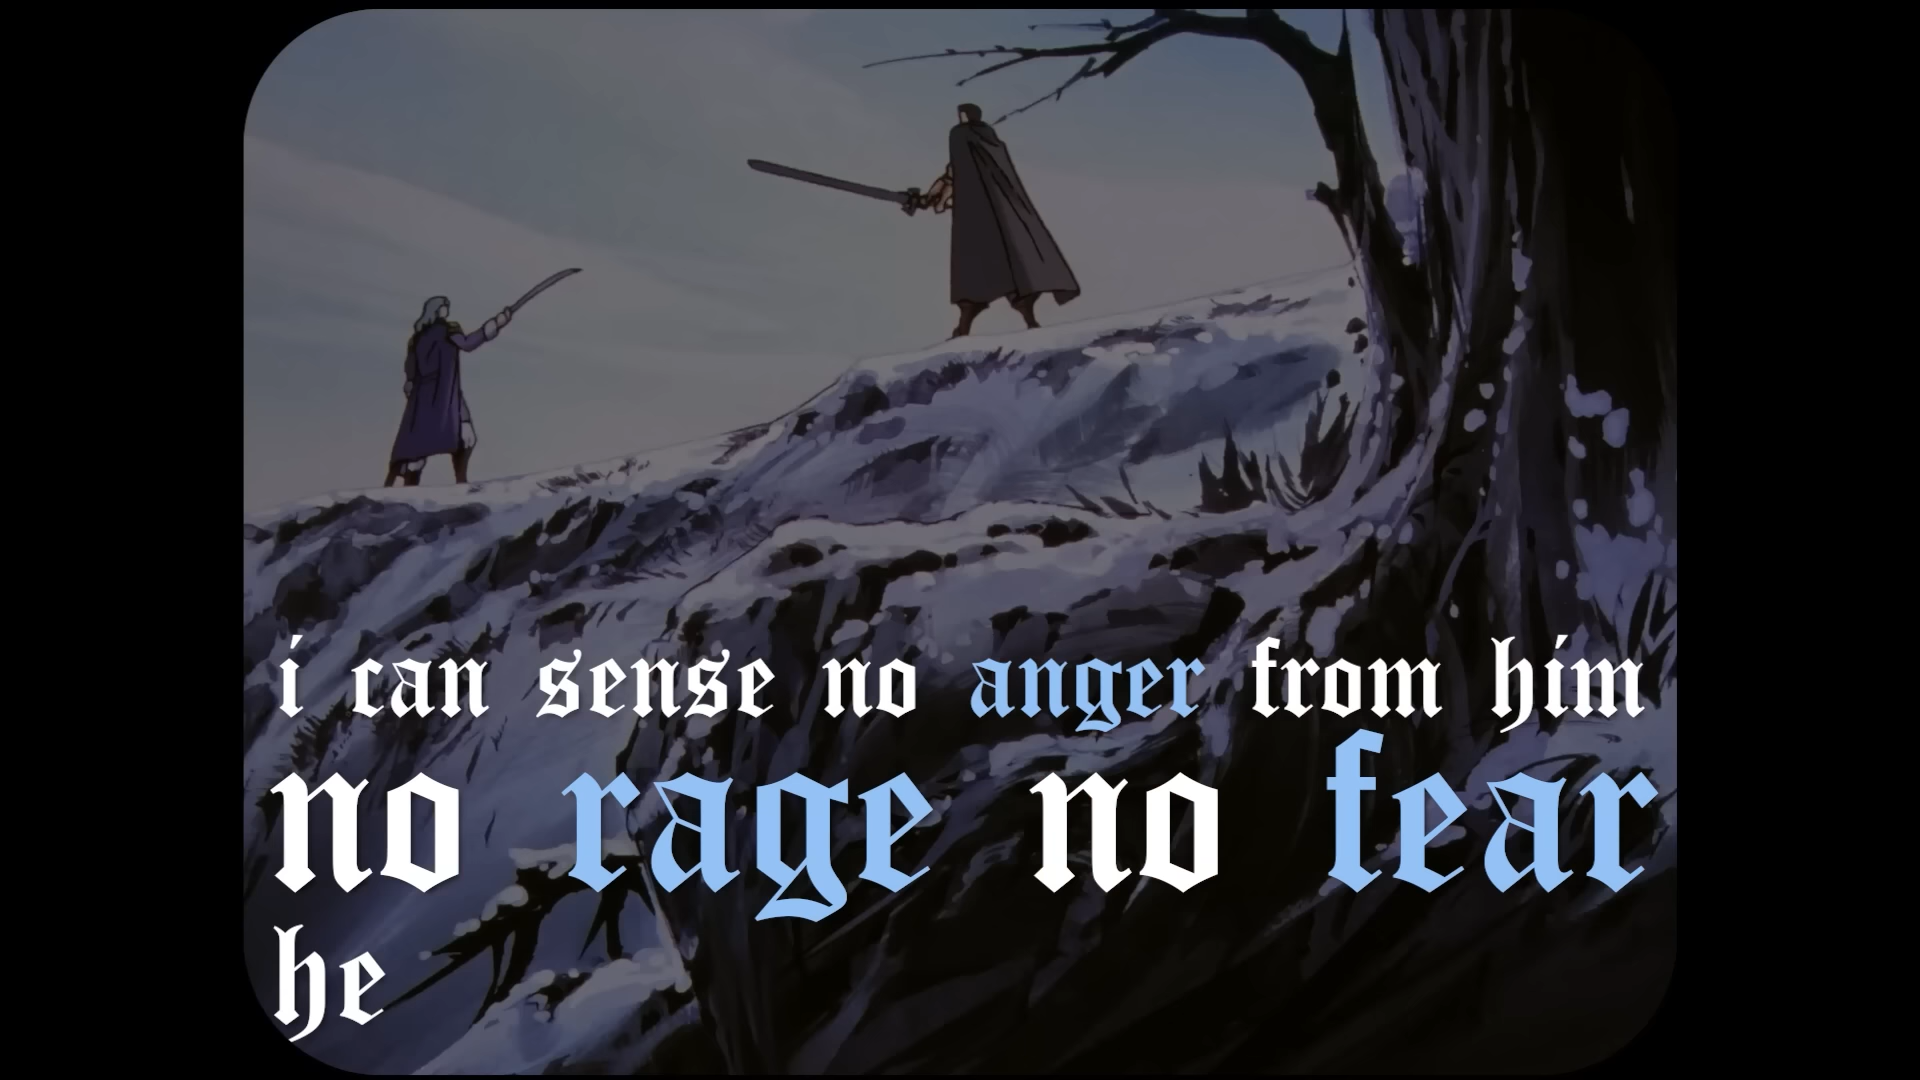 i can sense no anger from him
no rage no fear
he